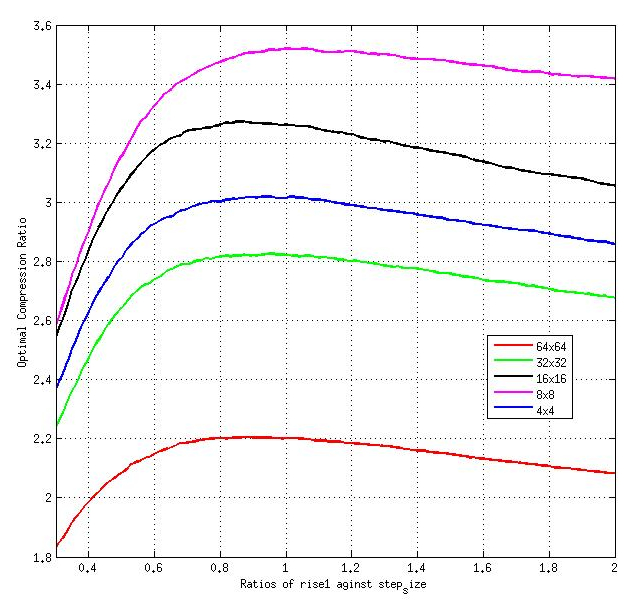 3.6
3.4
3.2
3
2.8
2.6
2.4
2.2
2
1.8
Optimal Compression Ratio
64x64
32x32
16x16
8x8
4x4
0.4 0.6 0.8 1 1.2 1.4 1.6 1.8 2
Ratios of rise1 aginst step_size